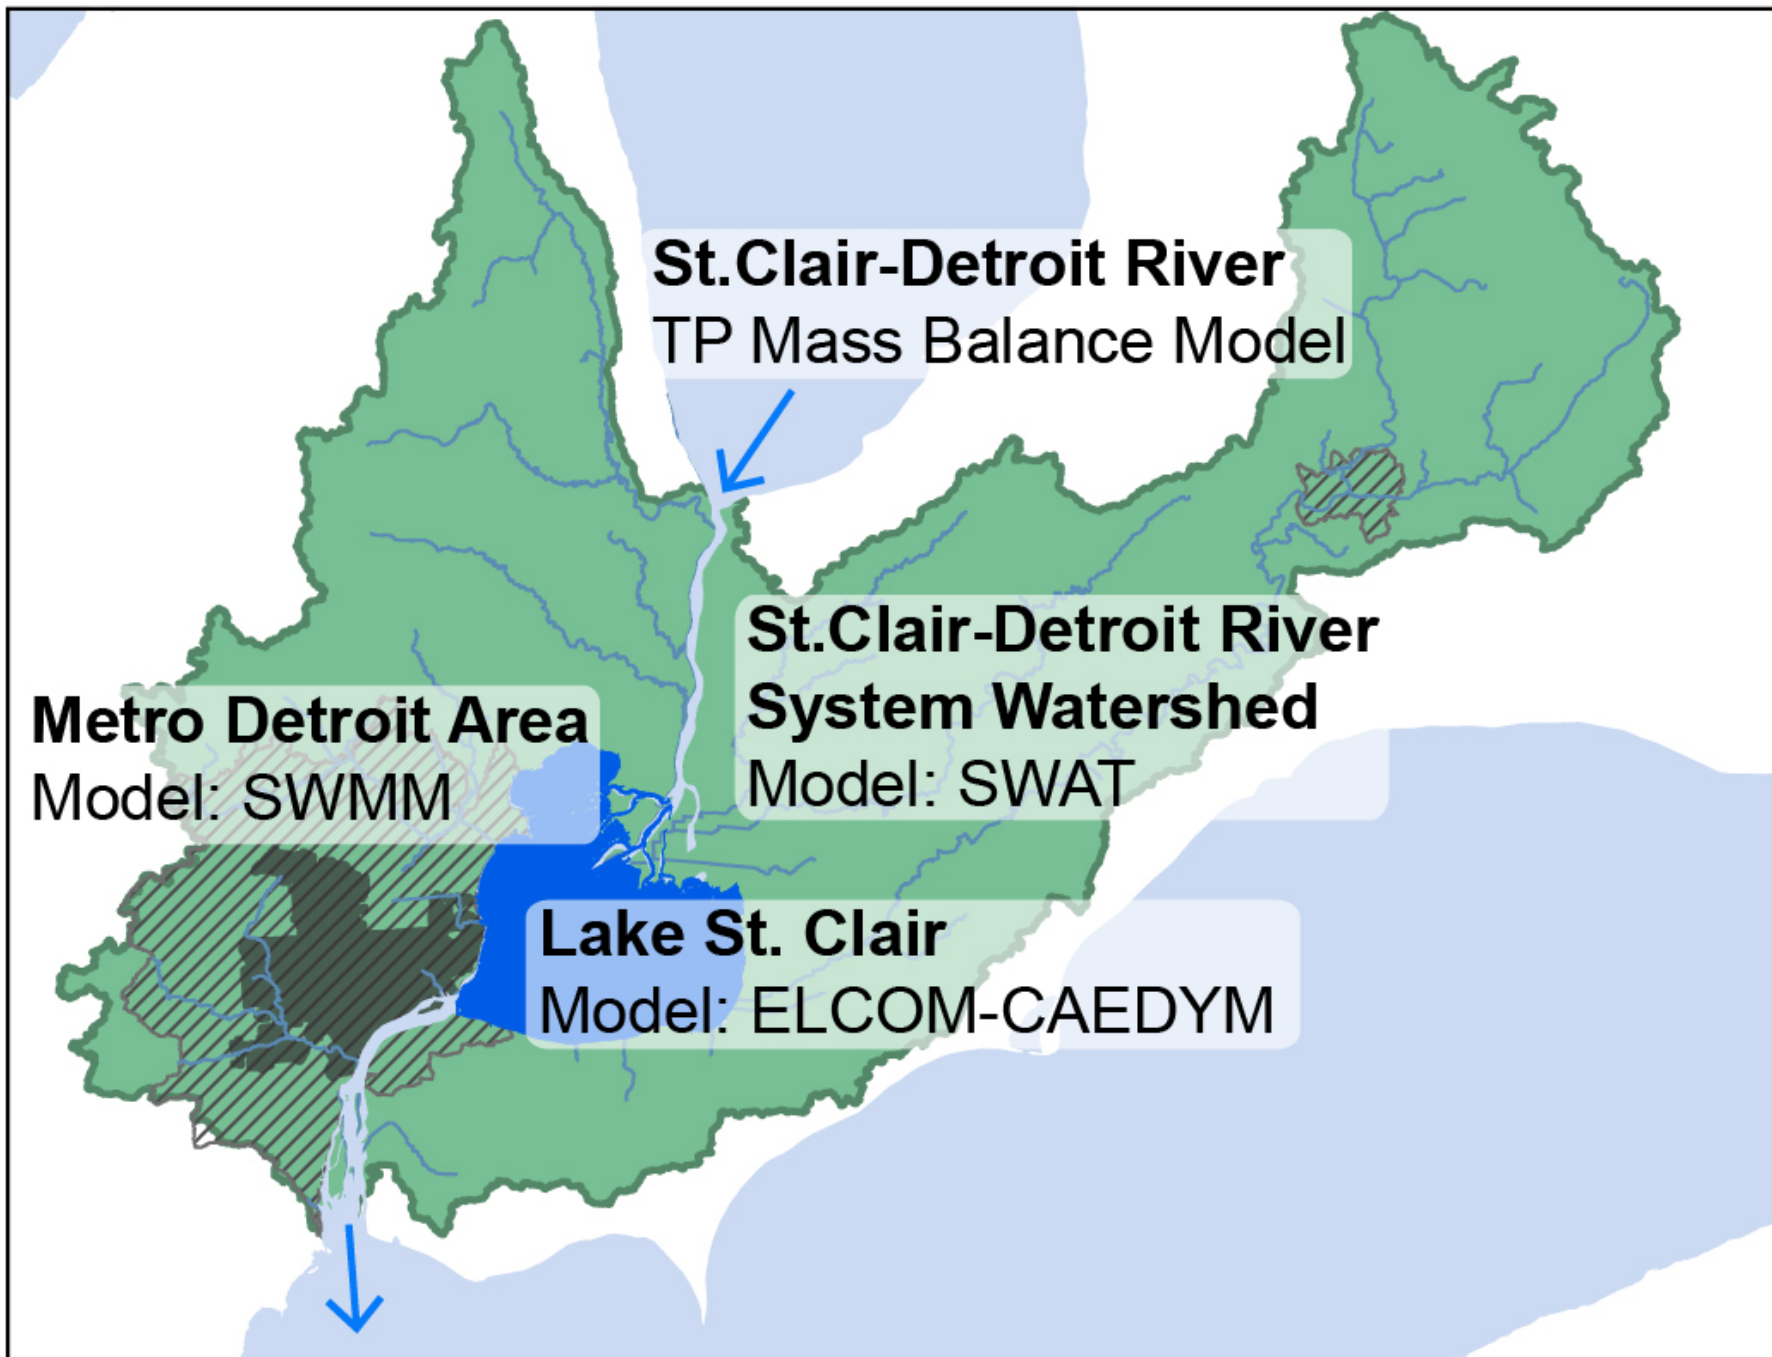 St.Clair-Detroit River
TP Mass Balance Model
St.Clair-Detroit River
System Watershed
Model: SWAT
Metro Detroit Area
Model: SWMM
Lake St. Clair
Model: ELCOM-CAEDYM